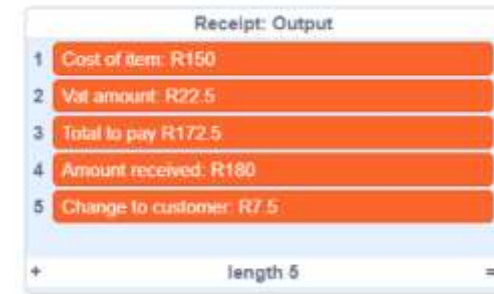 Receipt: Output
1 Cost of item: R150
2 Vat amount: R22.5
3 Total to pay R172.5
4 Amount received: R180
5 Change to customer: R7.5
+ length 5 =